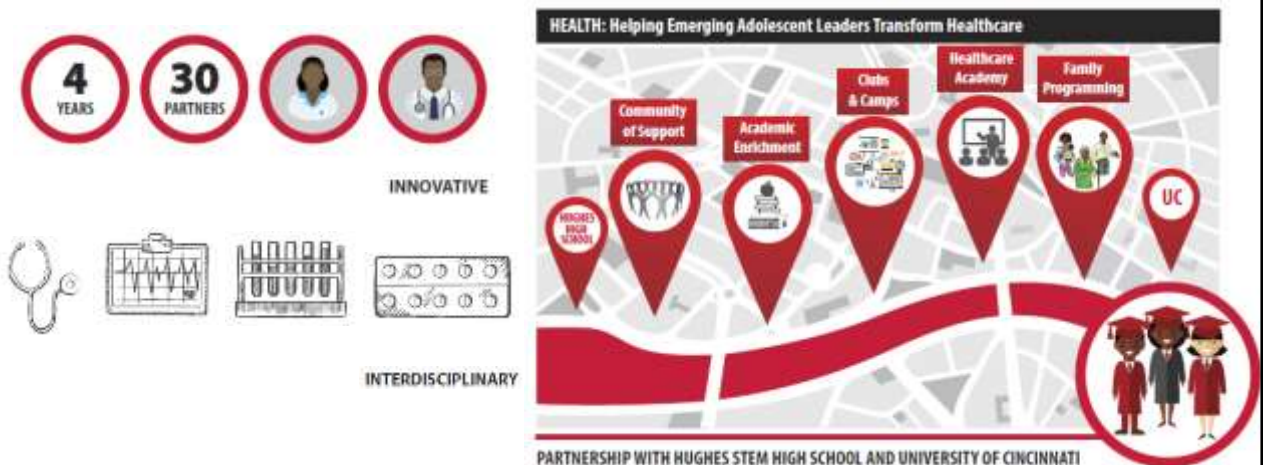 4
YEARS
30
PARTNERS
INNOVATIVE
INTERDISCIPLINARY
HEALTH: Helping Emerging Adolescent Leaders Transform Healthcare
HUGHES
HIGH
SCHOOL
Community
of Support
Academic
Enrichment
Clubs
& Camps
Healthcare
Academy
Family
Programming
UC
PARTNERSHIP WITH HUGHES STEM HIGH SCHOOL AND UNIVERSITY OF CINCINNATI